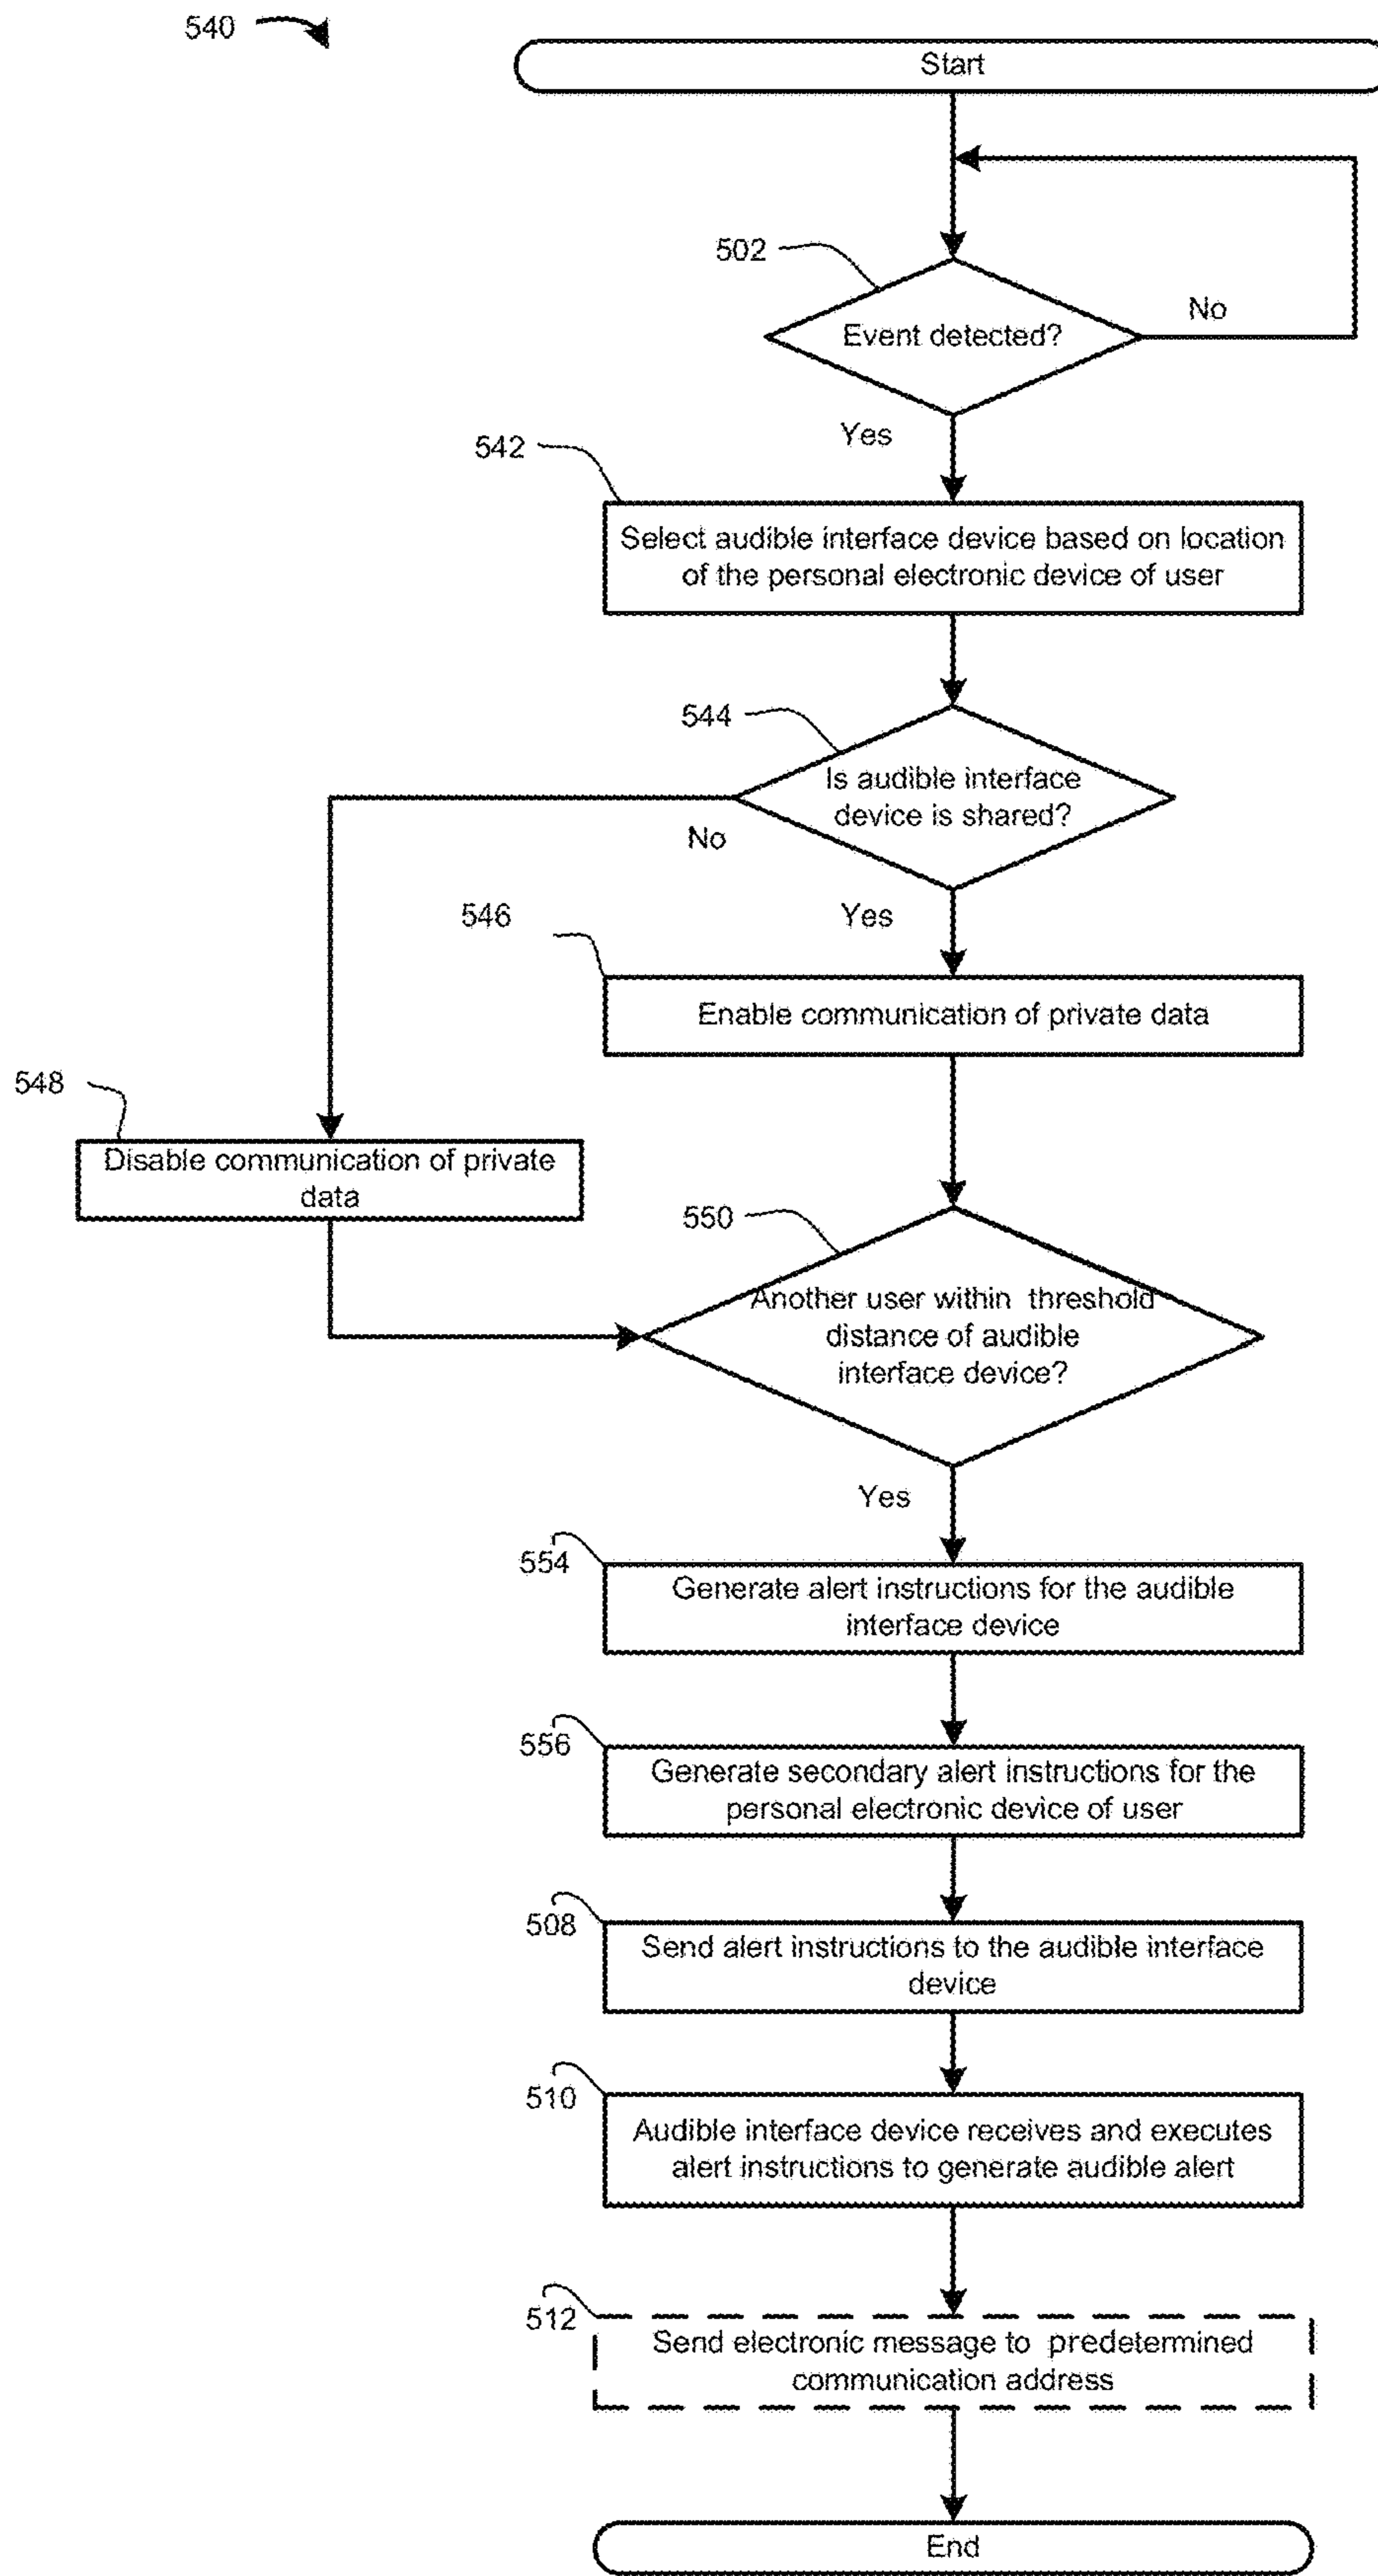 540
Start
502
Event detected?
No
Yes
542
Select audible interface device based on location
of the personal electronic device of user
544
Is audible interface
device is shared?
No
Yes
546
Enable communication of private data
548
Disable communication of private
data
550
Another user within threshold
distance of audible
interface device?
Yes
554
Generate alert instructions for the audible
interface device
556
Generate secondary alert instructions for the
personal electronic device of user
508
Send alert instructions to the audible interface
device
510
Audible interface device receives and executes
alert instructions to generate audible alert
512
Send electronic message to predetermined
communication address
End